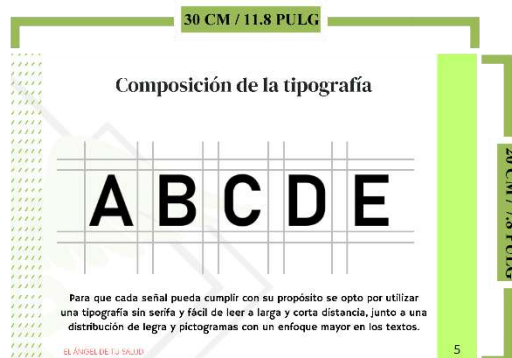 30 CM / 11.8 PULG
Composición de la tipografía
A B C D E
20 CM / 7.8 PULG
Para que cada señal pueda cumplir con su propósito se opto por utilizar
una tipografía sin serifa y fácil de leer a larga y corta distancia, junto a una
distribución de legra y pictogramas con un enfoque mayor en los textos.
EL ÁNGEL DE TU SALUD
5